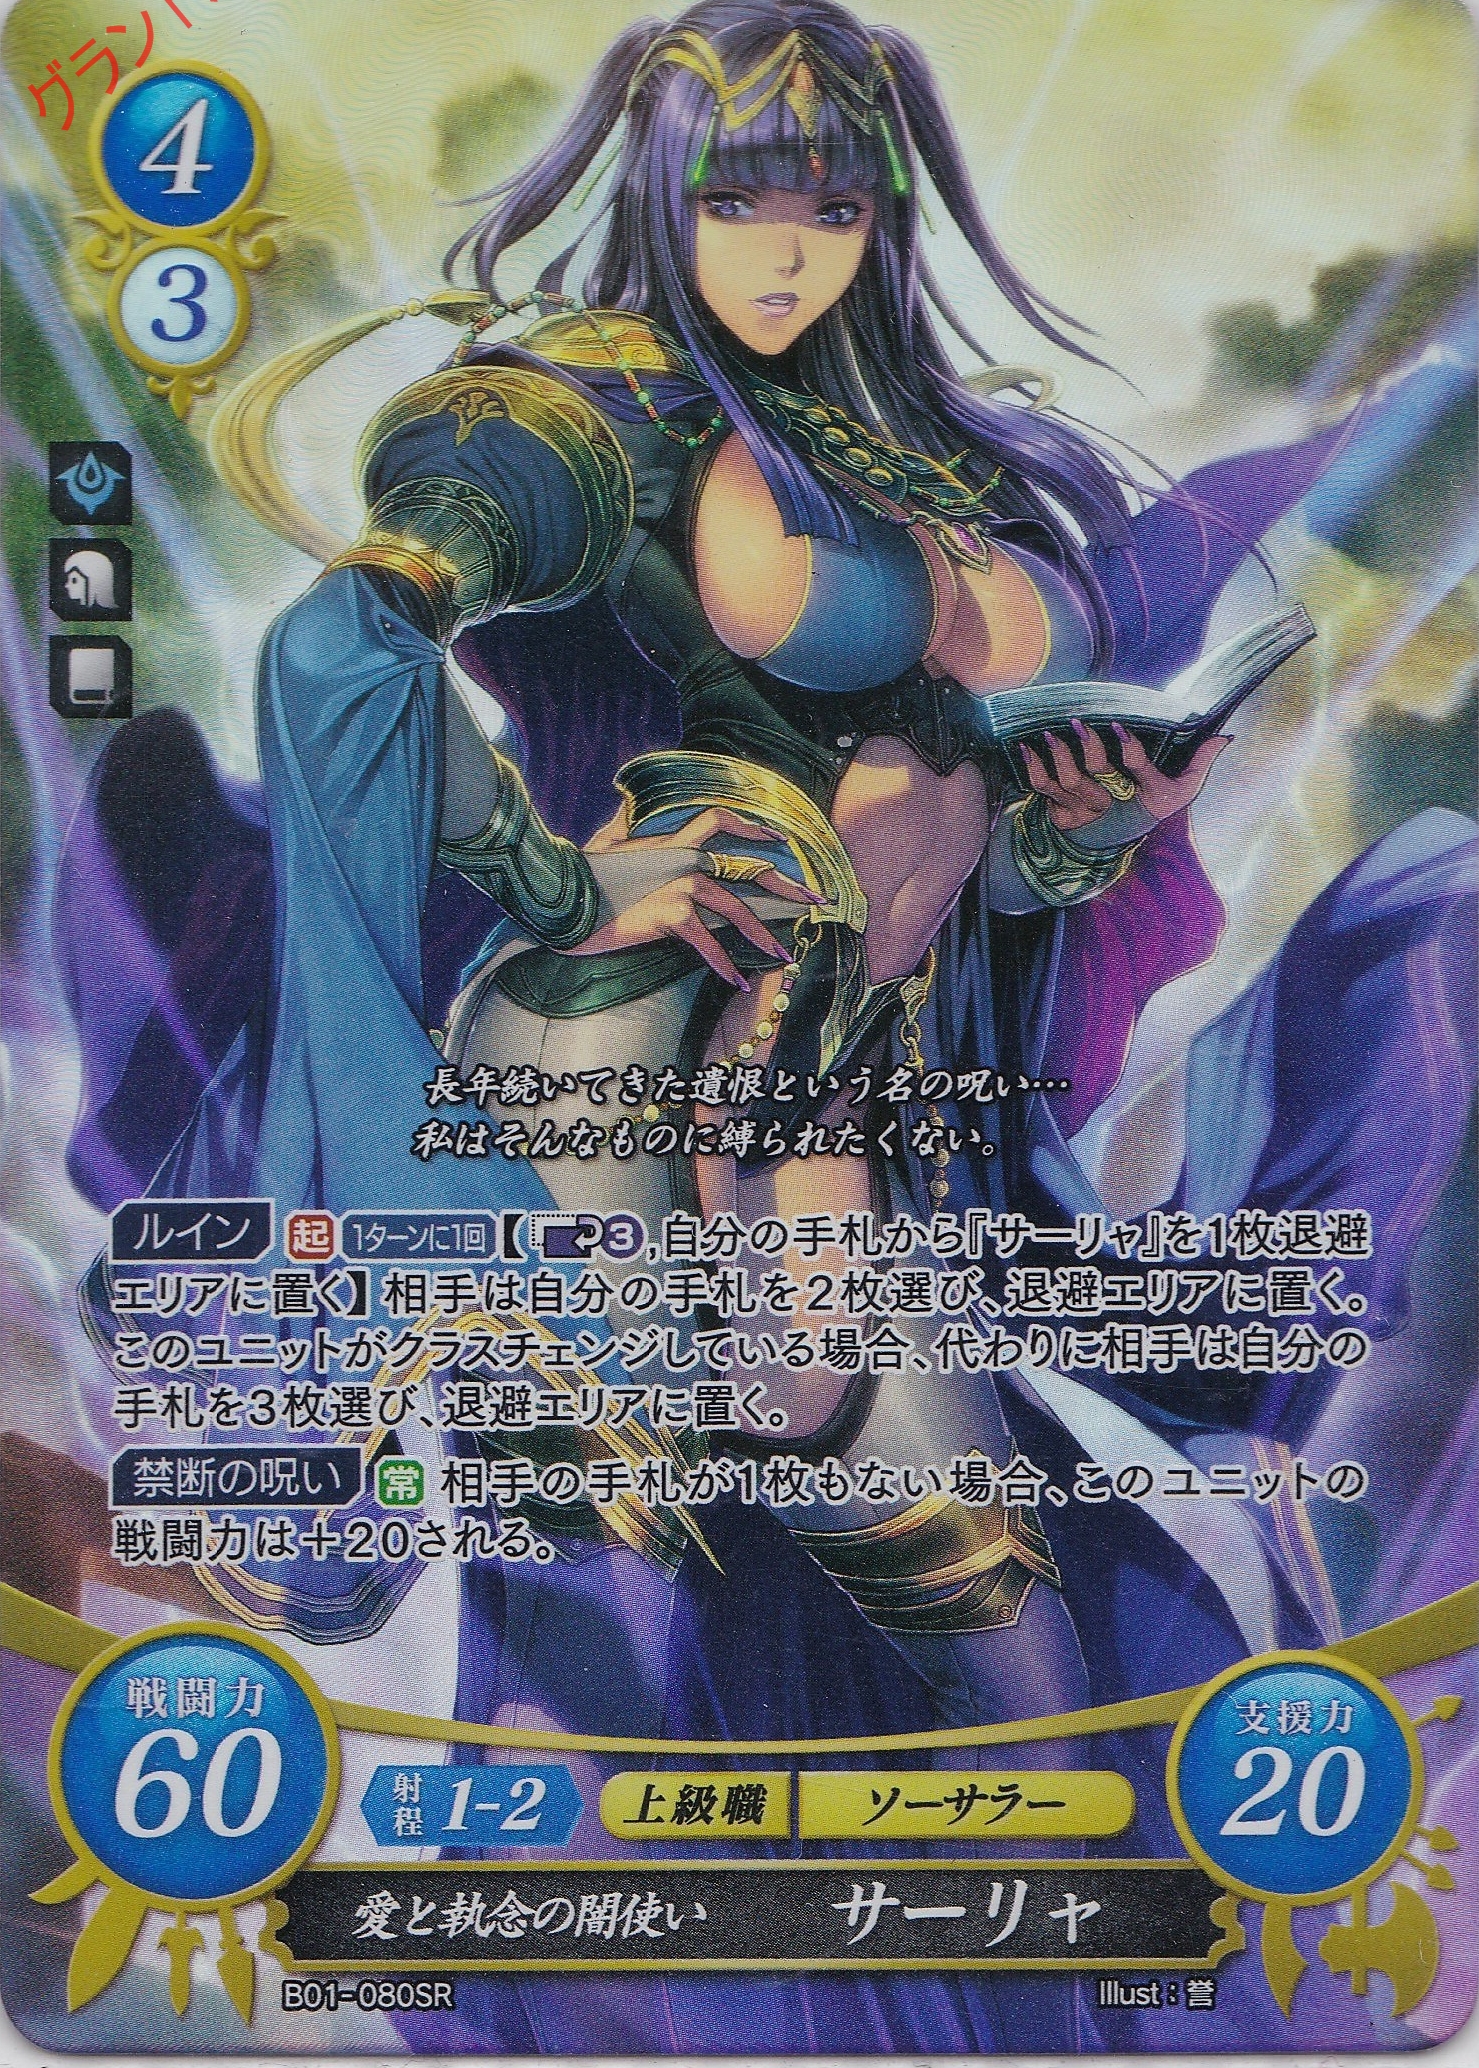 グラン
4
3
長年続いてきた遺恨という名の呪い…
私はそんなものに縛られたくない。
ルイン 起 1ターンに1回【3,自分の手札から『サーリャ』を1枚退避
エリアに置く】相手は自分の手札を2枚選び、退避エリアに置く。
このユニットがクラスチェンジしている場合、代わりに相手は自分の
手札を3枚選び、退避エリアに置く。
禁断の呪い 常 相手の手札が1枚もない場合、このユニットの
戦闘力は+20される。
戦闘力
60
射程 1-2 上級職 ソーサラー
支援力
20
愛と執念の闇使い サーリャ
B01-080SR Illust:誉